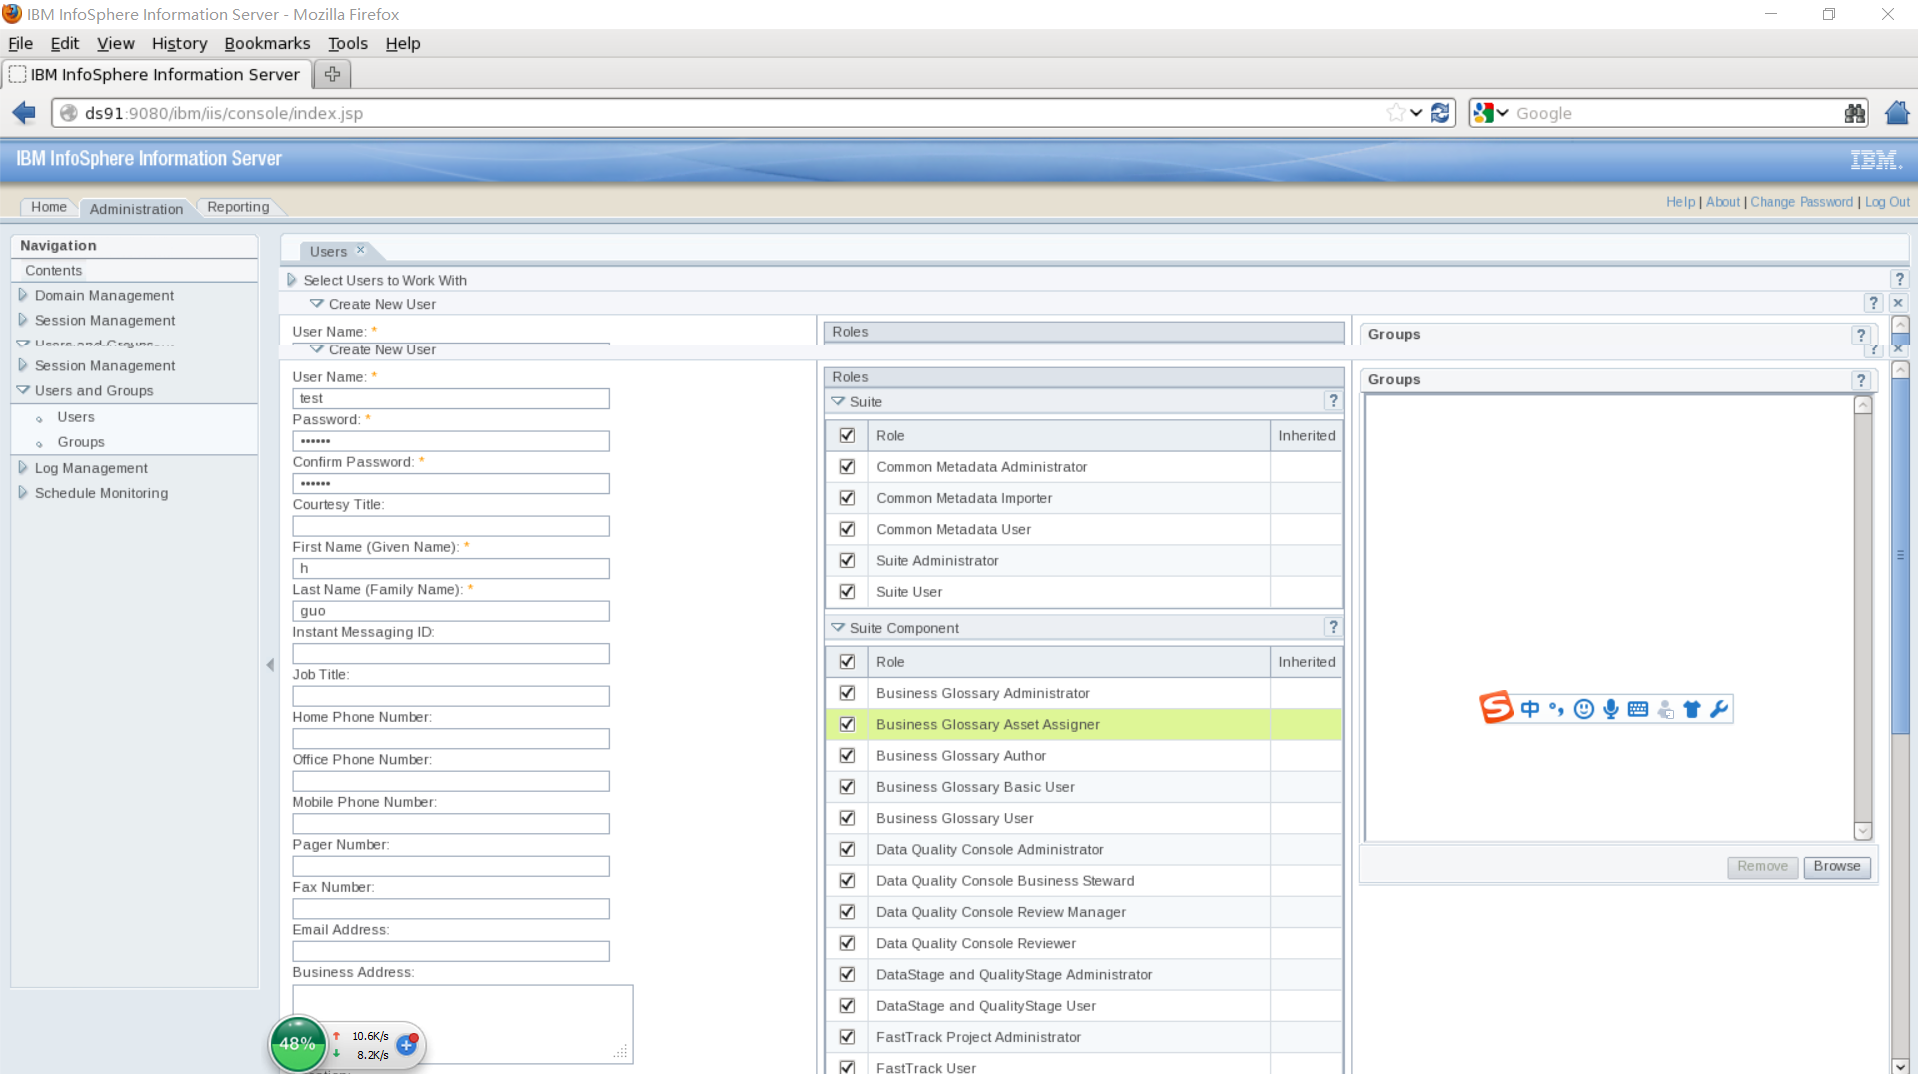 IBM InfoSphere Information Server - Mozilla Firefox
File Edit View History Bookmarks Tools Help
IBM InfoSphere Information Server
ds91:9080/ibm/iis/console/index.jsp
Google
IBM InfoSphere Information Server
IBM.
Home
Administration
Reporting
Help | About | Change Password | Log Out
Navigation
Contents
Domain Management
Session Management
Users and Groups
Session Management
Users and Groups
Users
Groups
Log Management
Schedule Monitoring
Users
Select Users to Work With
?
Create New User
?
User Name: *
Roles
Groups
?
Create New User
?
User Name: *
test
Password: *
••••••
Confirm Password: *
••••••
Courtesy Title:
First Name (Given Name): *
h
Last Name (Family Name): *
guo
Instant Messaging ID:
Job Title:
Home Phone Number:
Office Phone Number:
Mobile Phone Number:
Pager Number:
Fax Number:
Email Address:
Business Address:
Roles
Suite
?
Role Inherited
Common Metadata Administrator
Common Metadata Importer
Common Metadata User
Suite Administrator
Suite User
Suite Component
?
Role Inherited
Business Glossary Administrator
Business Glossary Asset Assigner
Business Glossary Author
Business Glossary Basic User
Business Glossary User
Data Quality Console Administrator
Data Quality Console Business Steward
Data Quality Console Review Manager
Data Quality Console Reviewer
DataStage and QualityStage Administrator
DataStage and QualityStage User
FastTrack Project Administrator
FastTrack User
Groups
?
S 中
Remove
Browse
48%
10.6K/s
8.2K/s